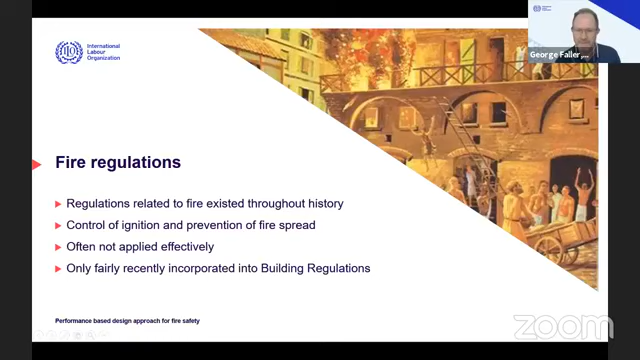 International
Labour
Organization
George Faller
Fire regulations
Regulations related to fire existed throughout history
Control of ignition and prevention of fire spread
Often not applied effectively
Only fairly recently incorporated into Building Regulations
Performance based design approach for fire safety
zoom